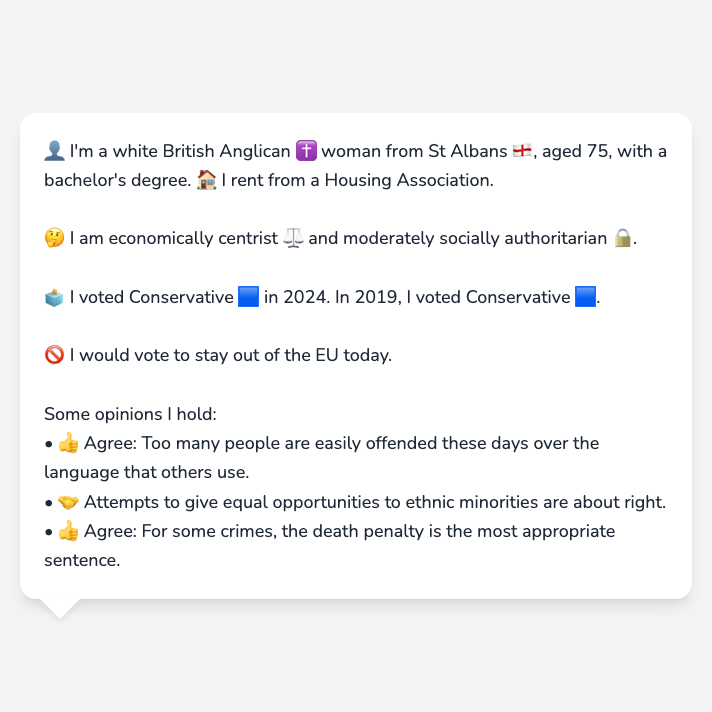 👤 I'm a white British Anglican ✝️ woman from St Albans 🏴󠁧󠁢󠁥󠁮󠁧󠁿, aged 75, with a
bachelor's degree. 🏠 I rent from a Housing Association.
🤔 I am economically centrist ⚖️ and moderately socially authoritarian 🔒.
🗳️ I voted Conservative 🟦 in 2024. In 2019, I voted Conservative 🟦.
🚫 I would vote to stay out of the EU today.
Some opinions I hold:
• 👍 Agree: Too many people are easily offended these days over the
language that others use.
• 🤝 Attempts to give equal opportunities to ethnic minorities are about right.
• 👍 Agree: For some crimes, the death penalty is the most appropriate
sentence.